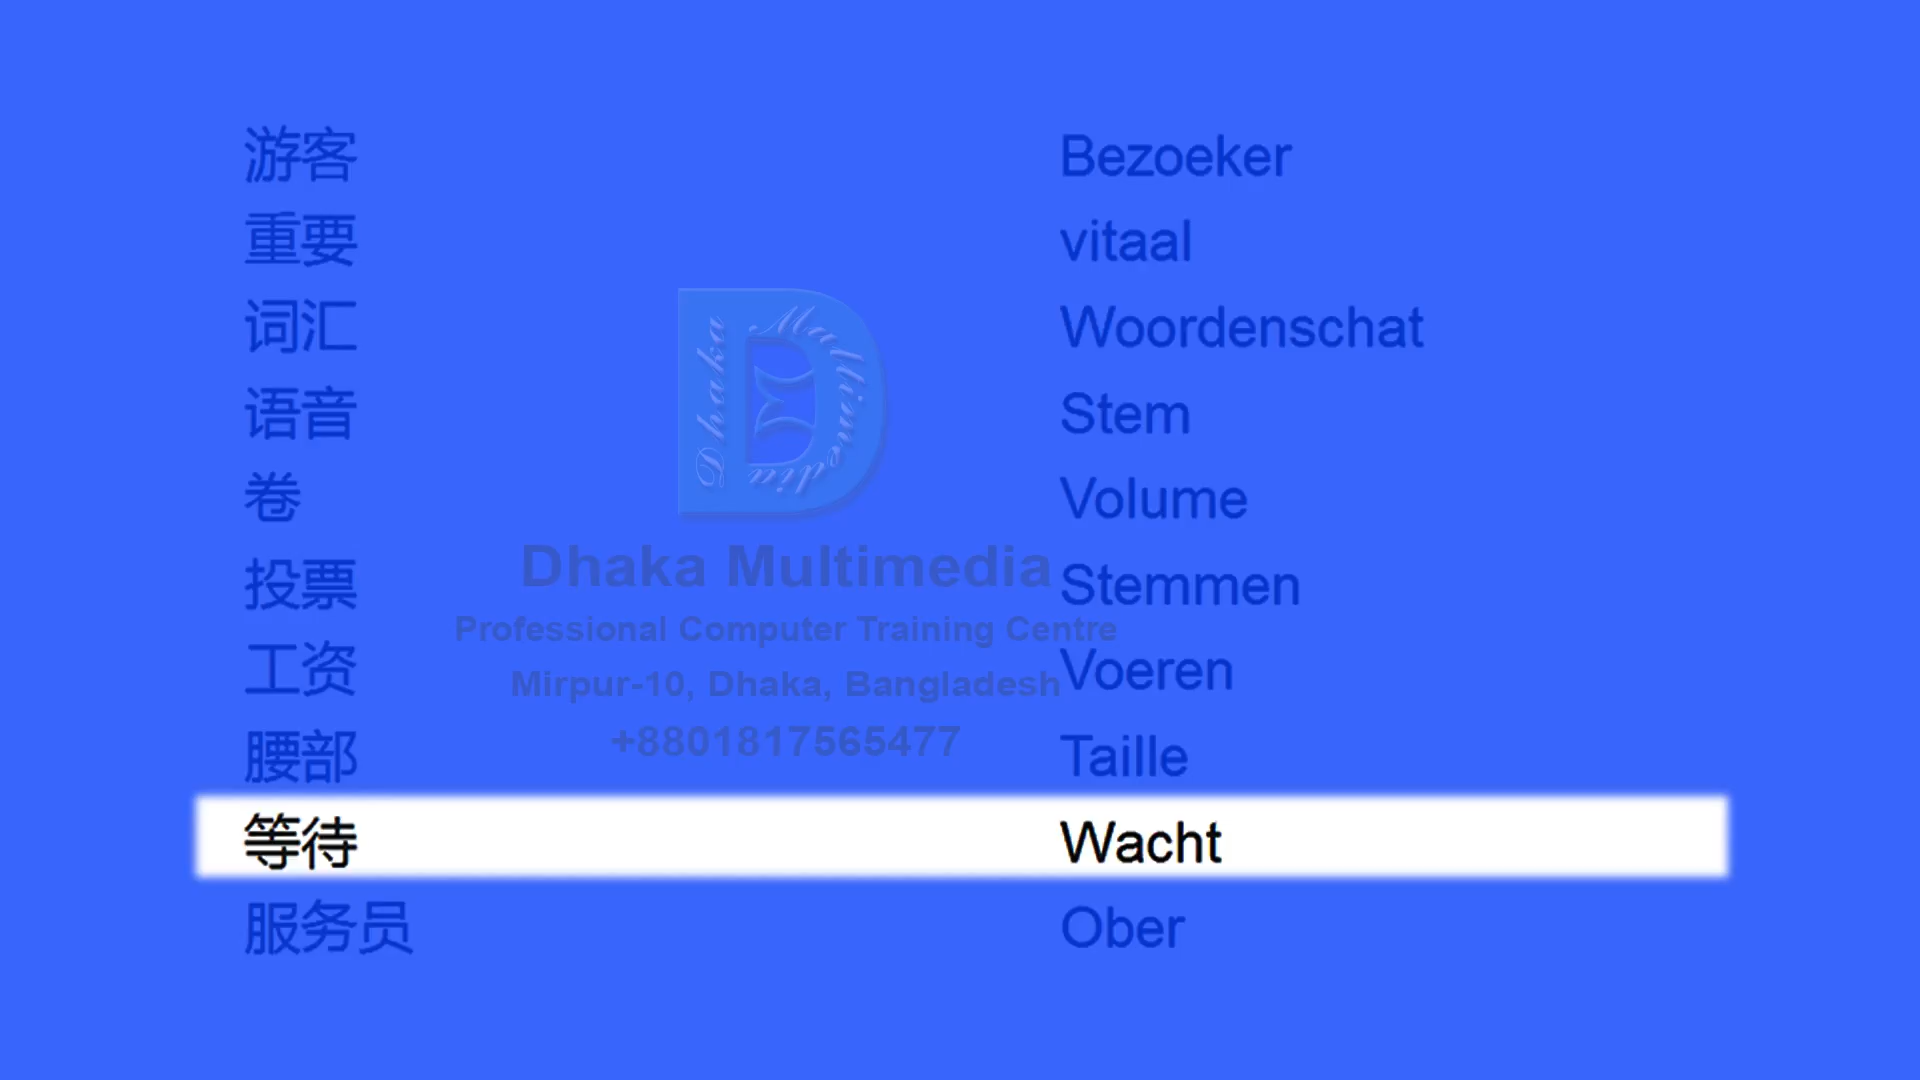 游客 Bezoeker
重要 vitaal
词汇 Woordenschat
语音 Stem
卷 Volume
投票 Stemmen
工资 Voeren
腰部 Taille
等待 Wacht
服务员 Ober
Dhaka Multimedia
Dhaka Multimedia
Professional Computer Training Centre
Mirpur-10, Dhaka, Bangladesh
+8801817565477